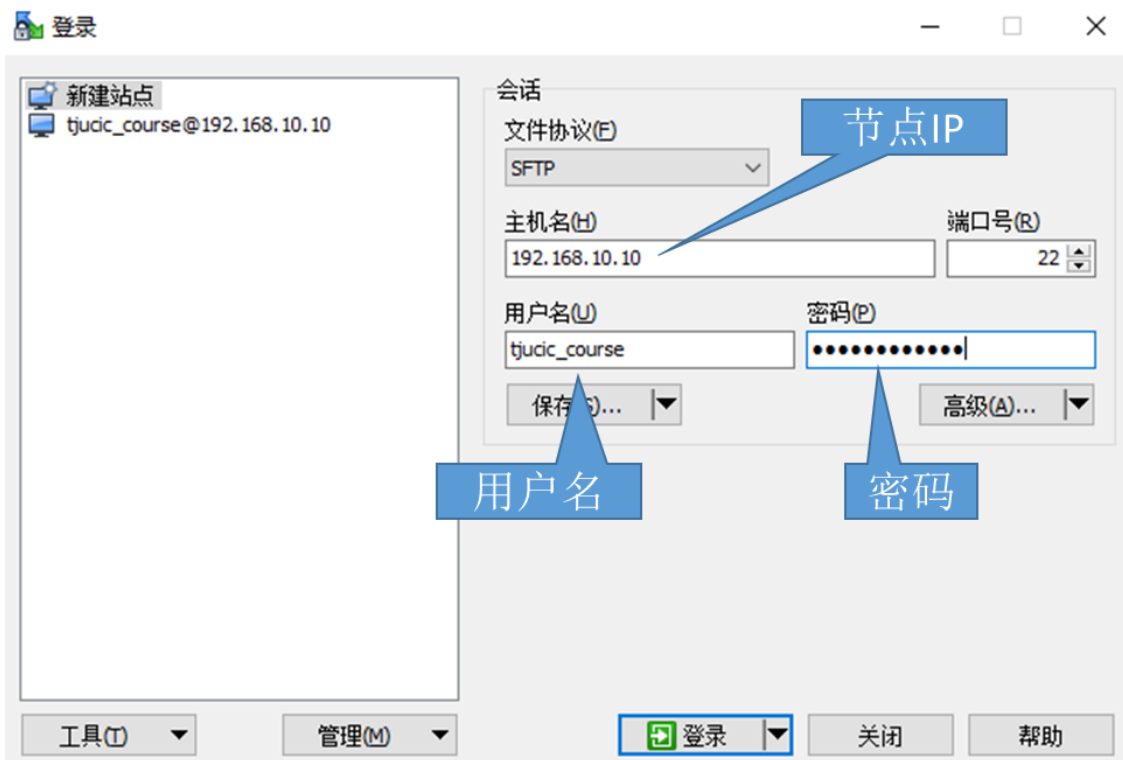 登录
新建站点
tjucic_course@192.168.10.10
会话
文件协议(F)
SFTP
节点IP
主机名(H)
端口号(R)
192.168.10.10
22
用户名(U)
密码(P)
tjucic_course
●●●●●●●●●●●●
保存(S)...
高级(A)...
用户名
密码
工具(T)
管理(M)
登录
关闭
帮助